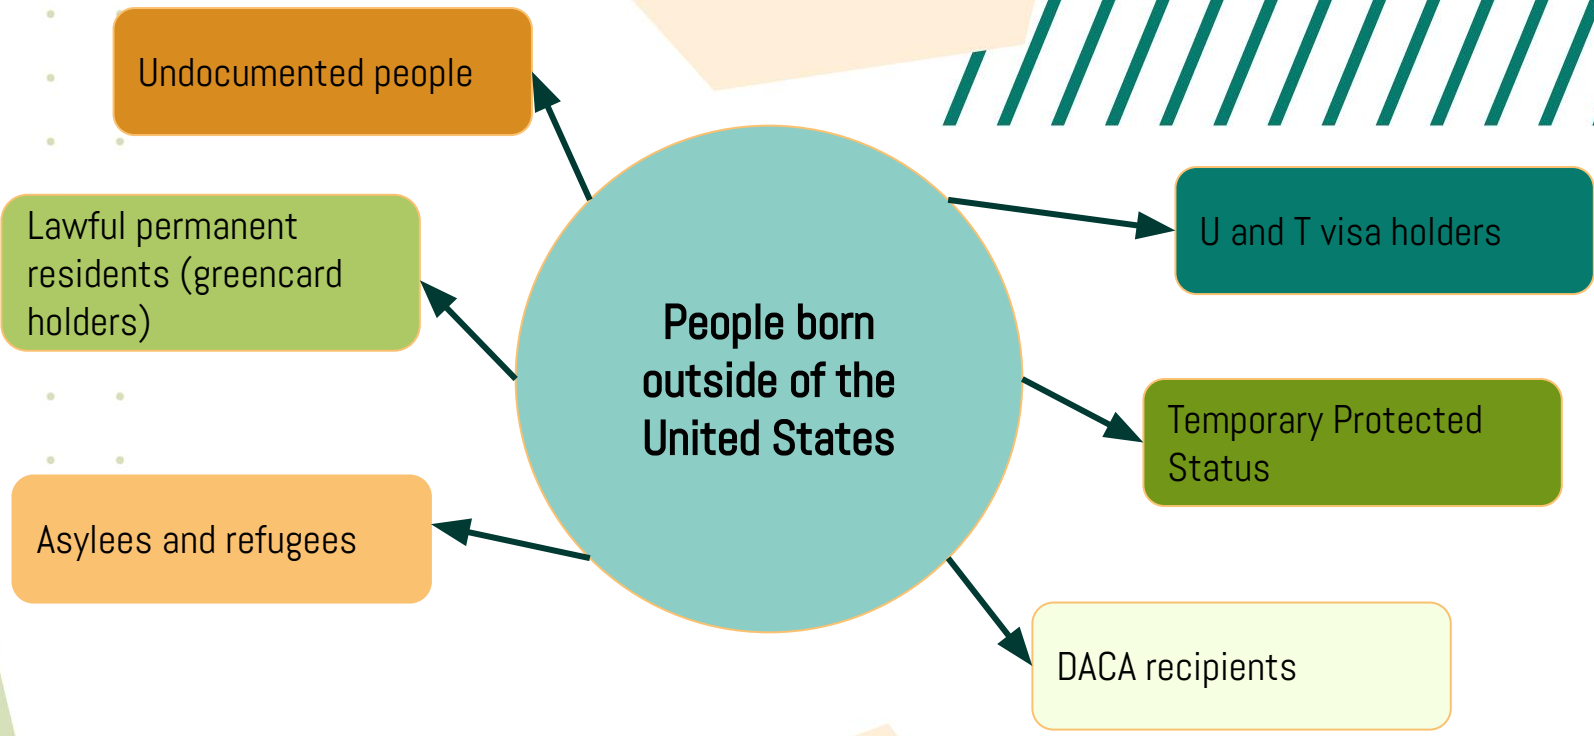 Undocumented people
Lawful permanent
residents (greencard
holders)
Asylees and refugees
People born
outside of the
United States
U and T visa holders
Temporary Protected
Status
DACA recipients